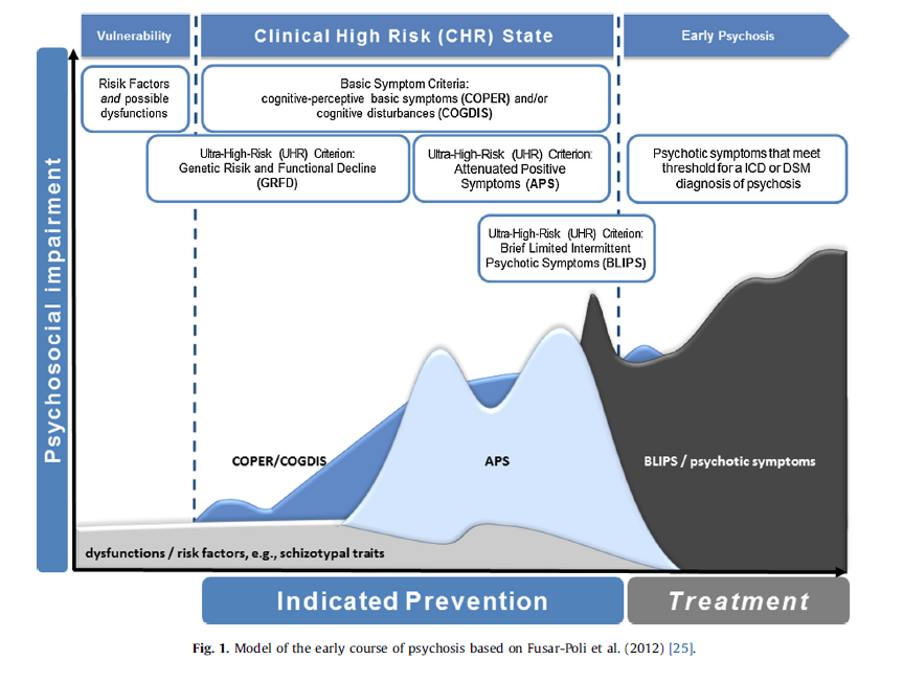 Vulnerability
Clinical High Risk (CHR) State
Early Psychosis
Risik Factors
and possible
dysfunctions
Basic Symptom Criteria:
cognitive-perceptive basic symptoms (COPER) and/or
cognitive disturbances (COGDIS)
Ultra-High-Risk (UHR) Criterion:
Genetic Risik and Functional Decline
(GRFD)
Ultra-High-Risk (UHR) Criterion:
Attenuated Positive
Symptoms (APS)
Psychotic symptoms that meet
threshold for a ICD or DSM
diagnosis of psychosis
Ultra-High-Risk (UHR) Criterion:
Brief Limited Intermittent
Psychotic Symptoms (BLIPS)
Psychosocial impairment
COPER/COGDIS
APS
BLIPS / psychotic symptoms
dysfunctions / risk factors, e.g., schizotypal traits
Indicated Prevention
Treatment
Fig. 1. Model of the early course of psychosis based on Fusar-Poli et al. (2012) [25].